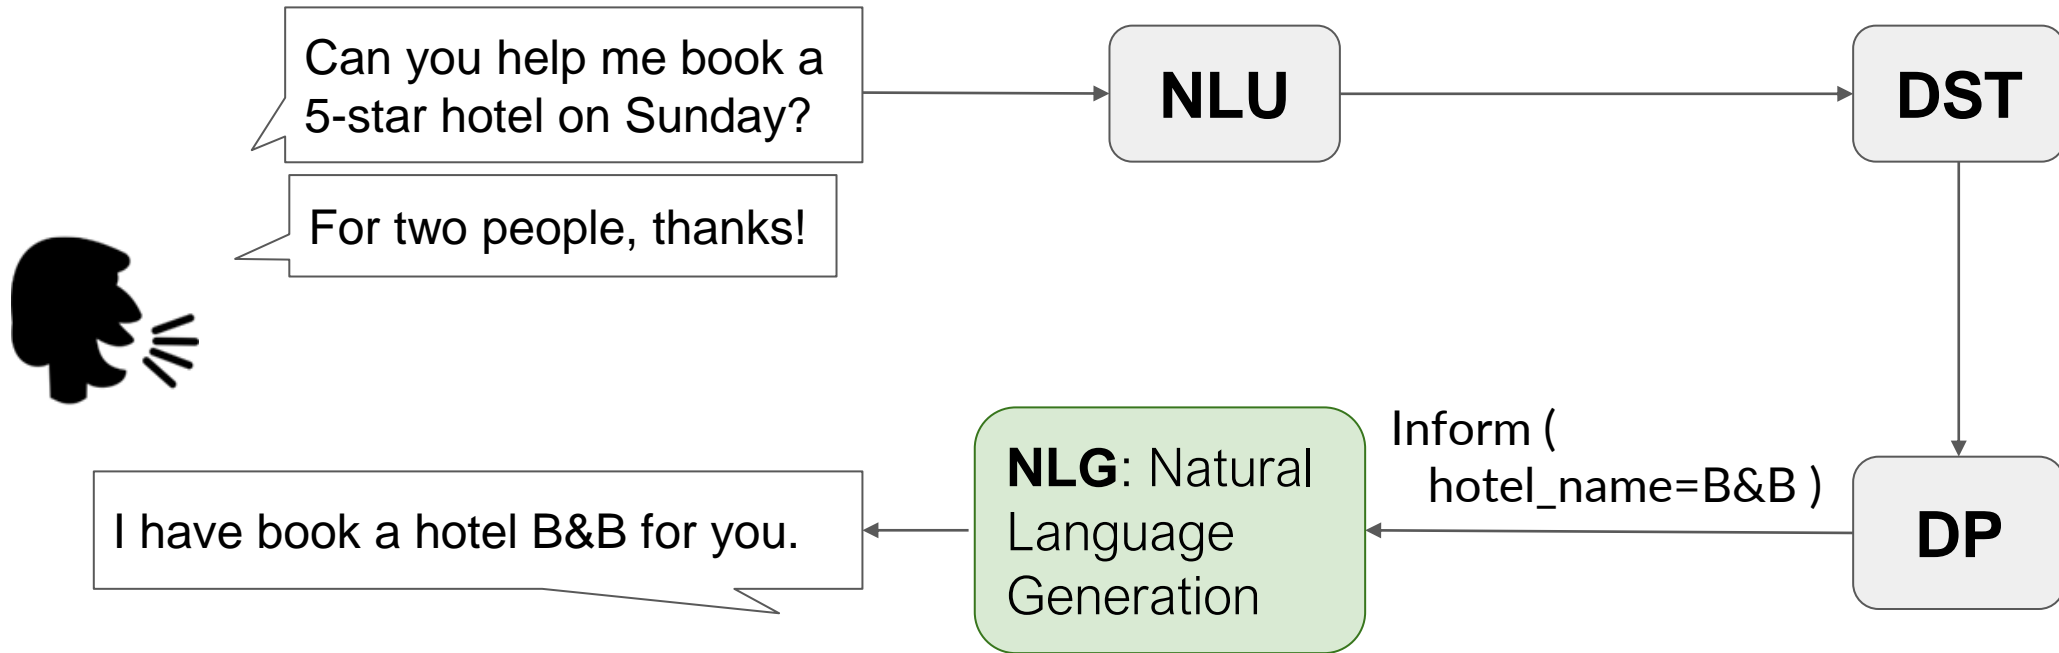 Can you help me book a
5-star hotel on Sunday?
NLU
DST
For two people, thanks!
Inform (
hotel_name=B&B )
NLG: Natural
Language
Generation
DP
I have book a hotel B&B for you.